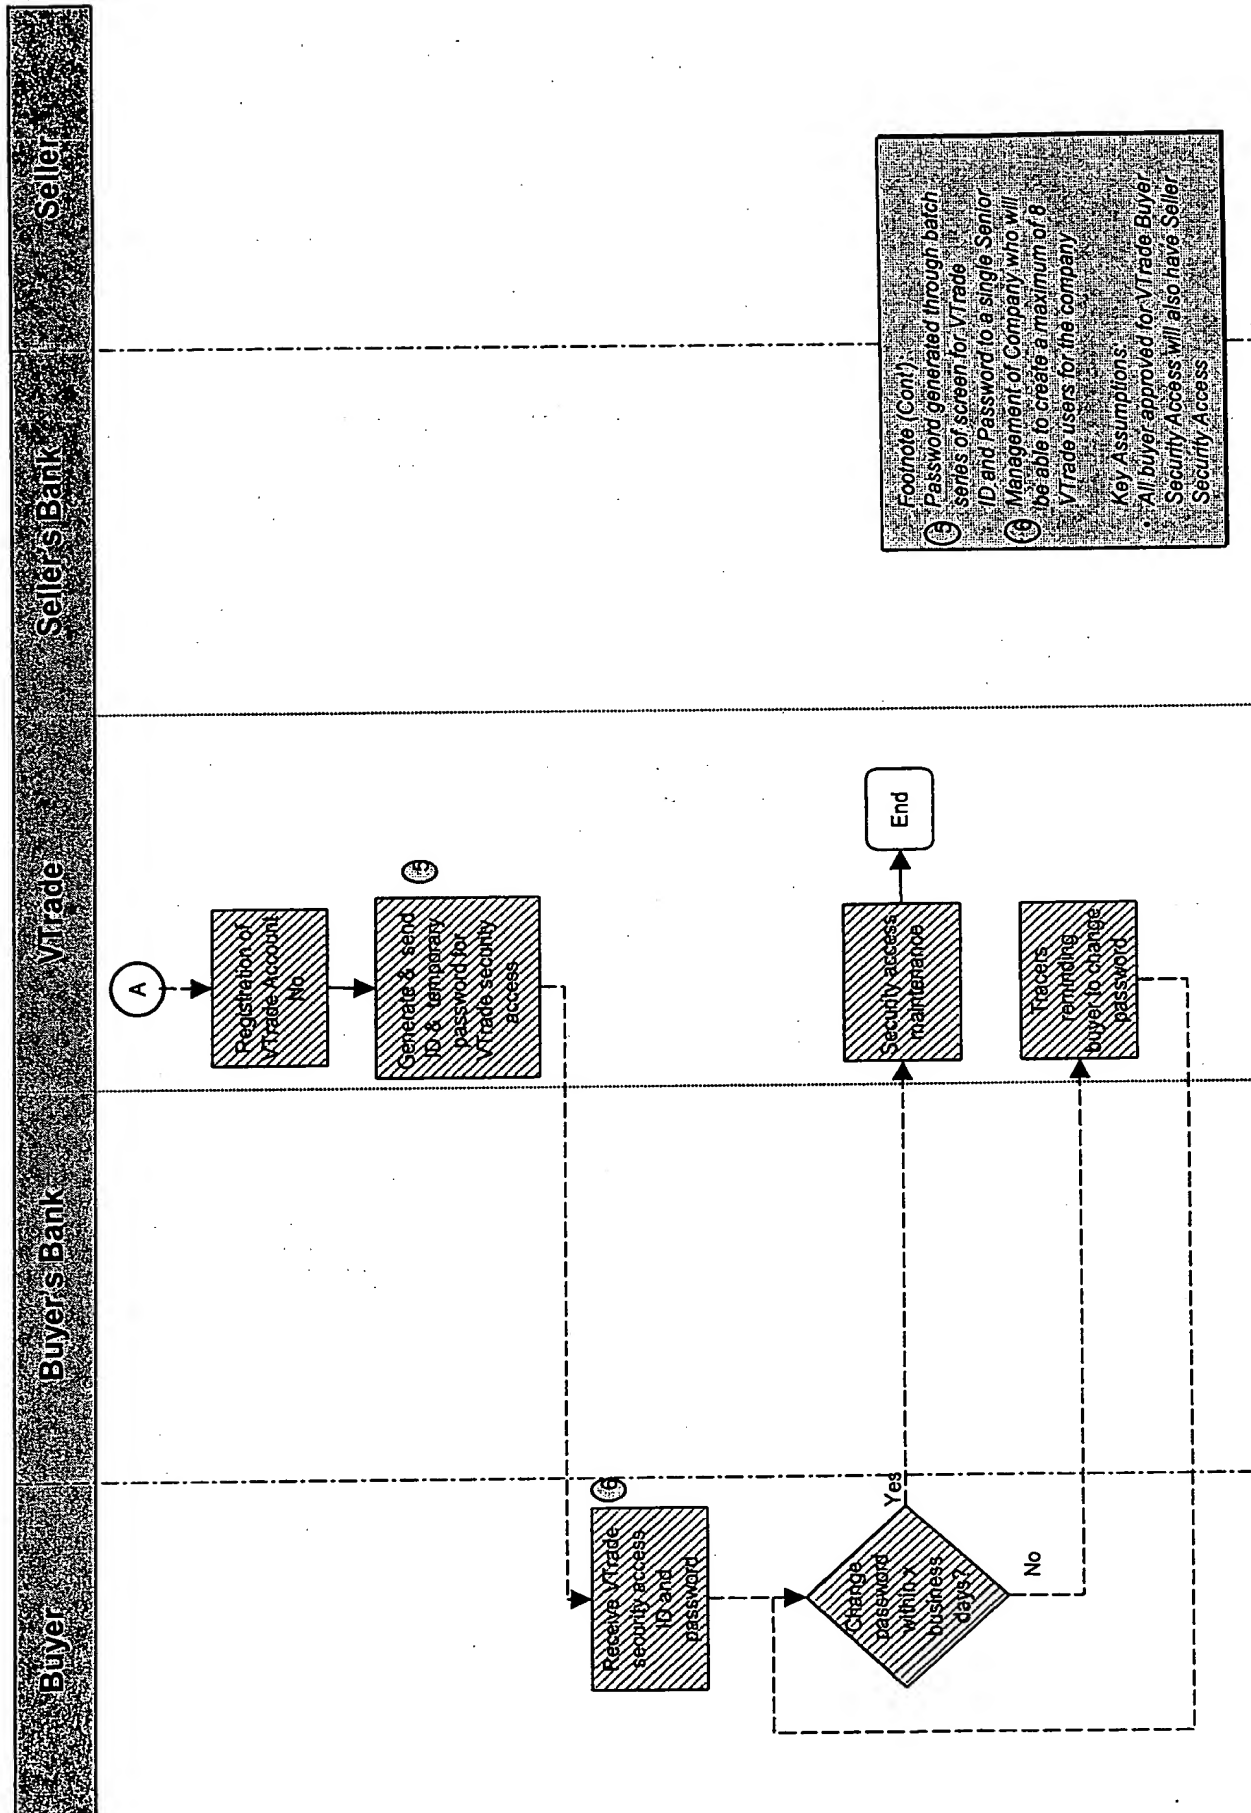 Buyer
Buyer's Bank
VTrade
Seller's Bank
Seller
A
Registration of
VTrade Account
No
Generate & send
ID & temporary
password for
VTrade security
access
5
Receive VTrade
security access
ID and
password
6
Change
password
within x
business
days?
Yes
No
Security access
maintenance
End
Tracers
reminding
buyer to change
password
Footnote (Cont')
5 Password generated through batch
series of screen for VTrade
ID and Password to a single Senior
6 Management of Company who will
be able to create a maximum of 8
VTrade users for the company
Key Assumptions:
• All buyer approved for VTrade Buyer
Security Access will also have Seller
Security Access